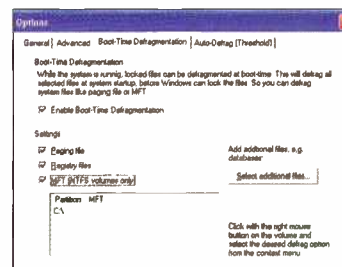 Options
General | Advanced | Boot-Time Defragmentation | Auto-Defrag (Threshold) |
Boot-Time Defragmentation
While the system is runnig, locked files can be defragmented at boot-time. This will defrag all
selected files at system startup, before Windows can lock the files. So you can defrag
system files like paging file or MFT
Enable Boot-Time Defragmentation
Settings
Paging file
Registry files
MFT (NTFS volumes only)
Add additional files, e.g.
databases:
Select additional files...
Partition MFT
C:\
Click with the right mouse
button on the volume and
select the desired defrag option
from the context menu